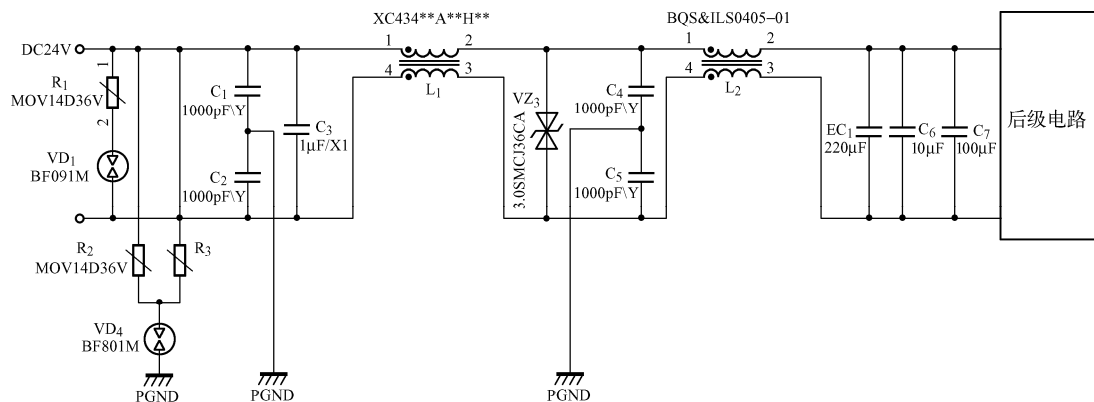 XC434**A**H**
BQS&ILS0405-01
DC24V
1
2
4
3
L1
1
2
4
3
L2
1
R1
MOV14D36V
2
VD1
BF091M
C1
1000pF\Y
C2
1000pF\Y
C3
1μF/X1
VZ3
3.0SMCJ36CA
C4
1000pF\Y
C5
1000pF\Y
EC1
220μF
C6
10μF
C7
100μF
后级电路
R2
MOV14D36V
R3
VD4
BF801M
PGND
PGND
PGND